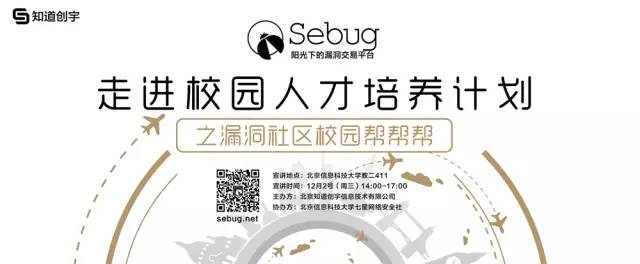 知道创宇
Sebug
阳光下的漏洞交易平台
走进校园人才培养计划
之漏洞社区校园帮帮帮
宣讲地点：北京信息科技大学教二411
宣讲时间：12月2号（周三）14:00~17:00
主办方：北京知道创宇信息技术有限公司
协办方：北京信息科技大学七星网络安全社
sebug.net